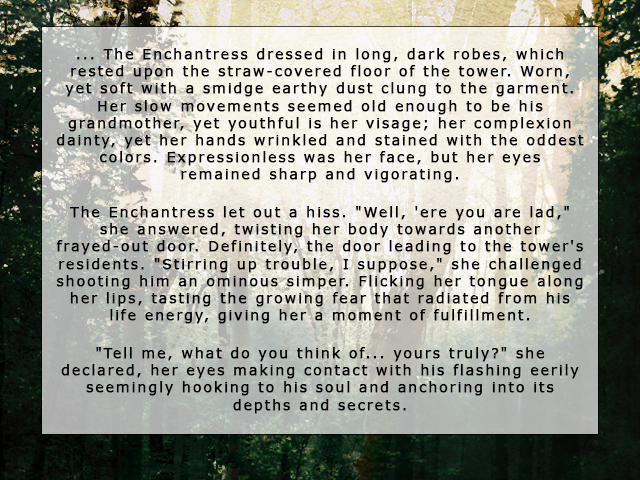 ... The Enchantress dressed in long, dark robes, which
rested upon the straw-covered floor of the tower. Worn,
yet soft with a smidge earthy dust clung to the garment.
Her slow movements seemed old enough to be his
grandmother, yet youthful is her visage; her complexion
dainty, yet her hands wrinkled and stained with the oddest
colors. Expressionless was her face, but her eyes
remained sharp and vigorating.
The Enchantress let out a hiss. "Well, 'ere you are lad,"
she answered, twisting her body towards another
frayed-out door. Definitely, the door leading to the tower's
residents. "Stirring up trouble, I suppose," she challenged
shooting him an ominous simper. Flicking her tongue along
her lips, tasting the growing fear that radiated from his
life energy, giving her a moment of fulfillment.
"Tell me, what do you think of... yours truly?" she
declared, her eyes making contact with his flashing eerily
seemingly hooking to his soul and anchoring into its
depths and secrets.